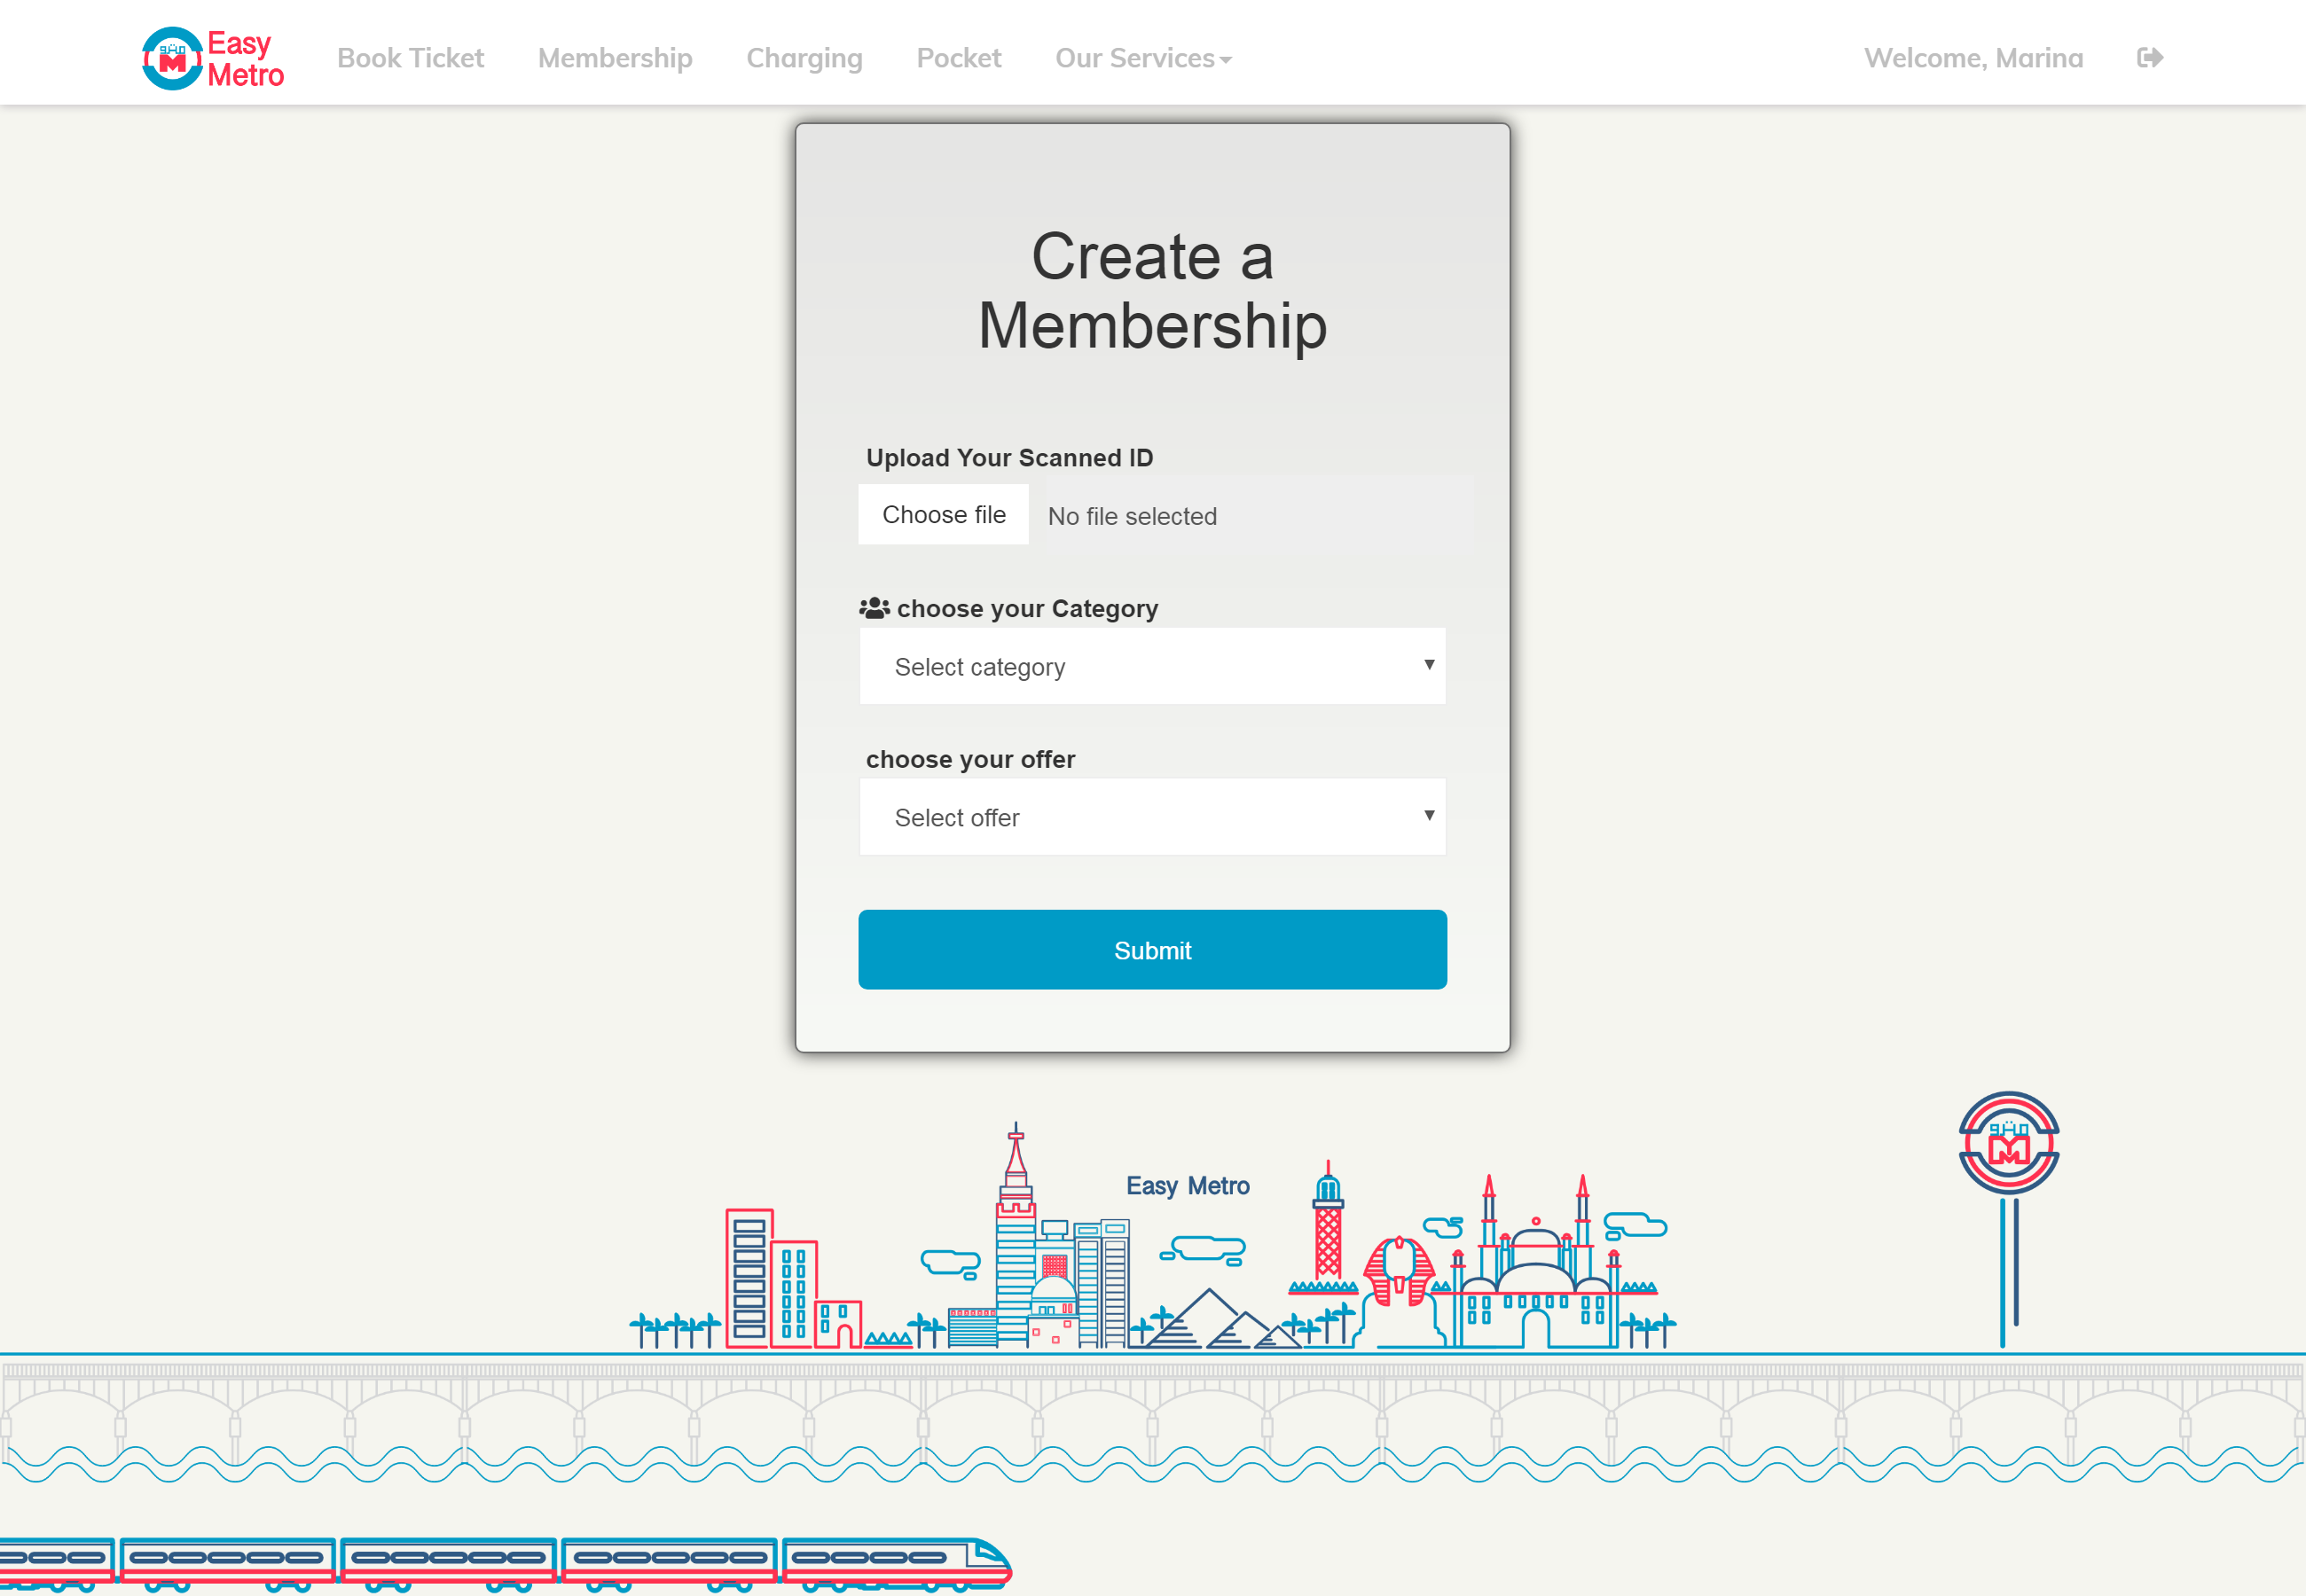 Easy
Metro
Book Ticket
Membership
Charging
Pocket
Our Services
Welcome, Marina
Create a
Membership
Upload Your Scanned ID
Choose file
No file selected
choose your Category
Select category
choose your offer
Select offer
Submit
Easy Metro